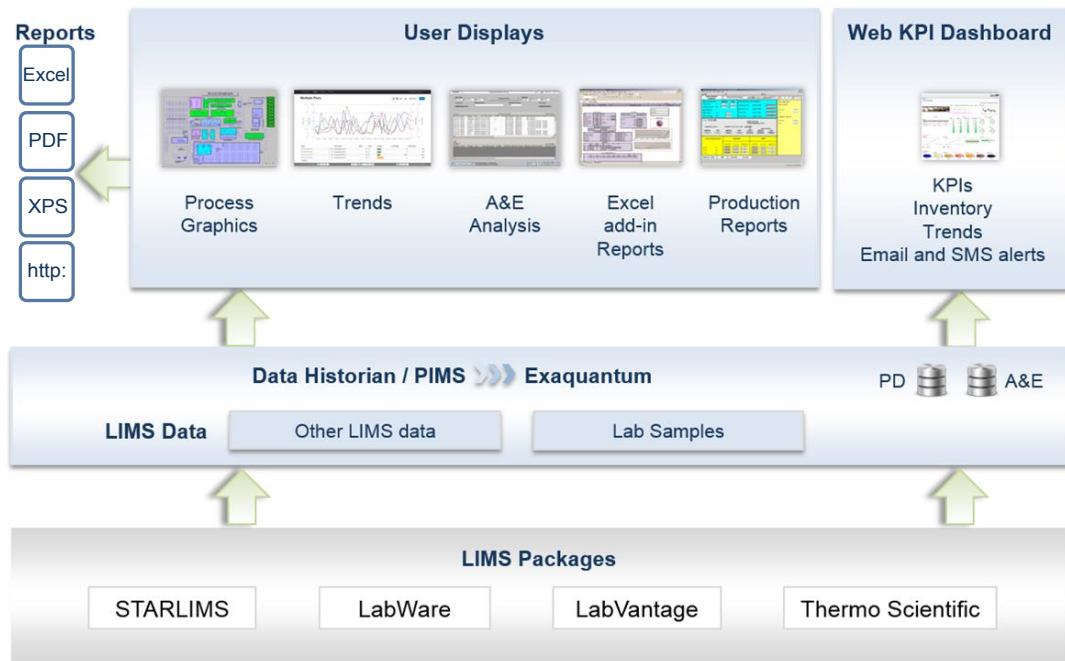 Reports
Excel
PDF
XPS
http:
User Displays
Multiple Pens
Process
Graphics
Trends
A&E
Analysis
Excel
add-in
Reports
Production
Reports
Web KPI Dashboard
KPIs
Inventory
Trends
Email and SMS alerts
Data Historian / PIMS Exaquantum
PD
A&E
LIMS Data
Other LIMS data
Lab Samples
LIMS Packages
STARLIMS
LabWare
LabVantage
Thermo Scientific